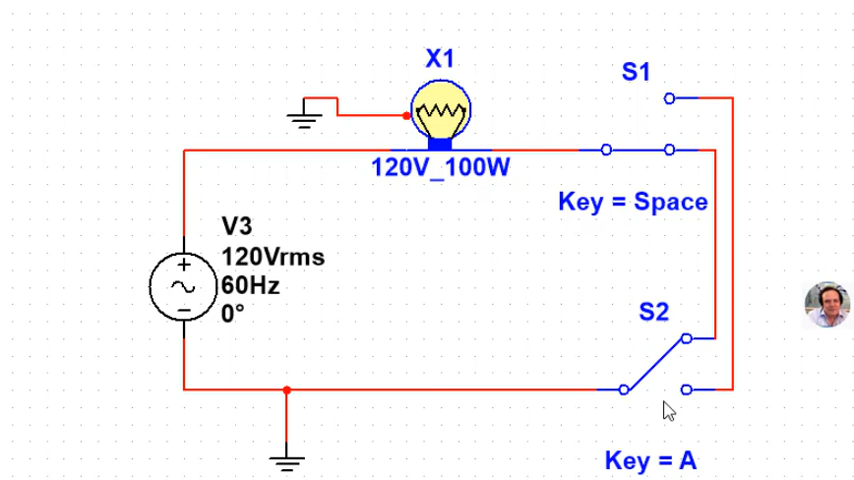 X1
S1
120V_100W
Key = Space
V3
120Vrms
60Hz
0°
S2
Key = A